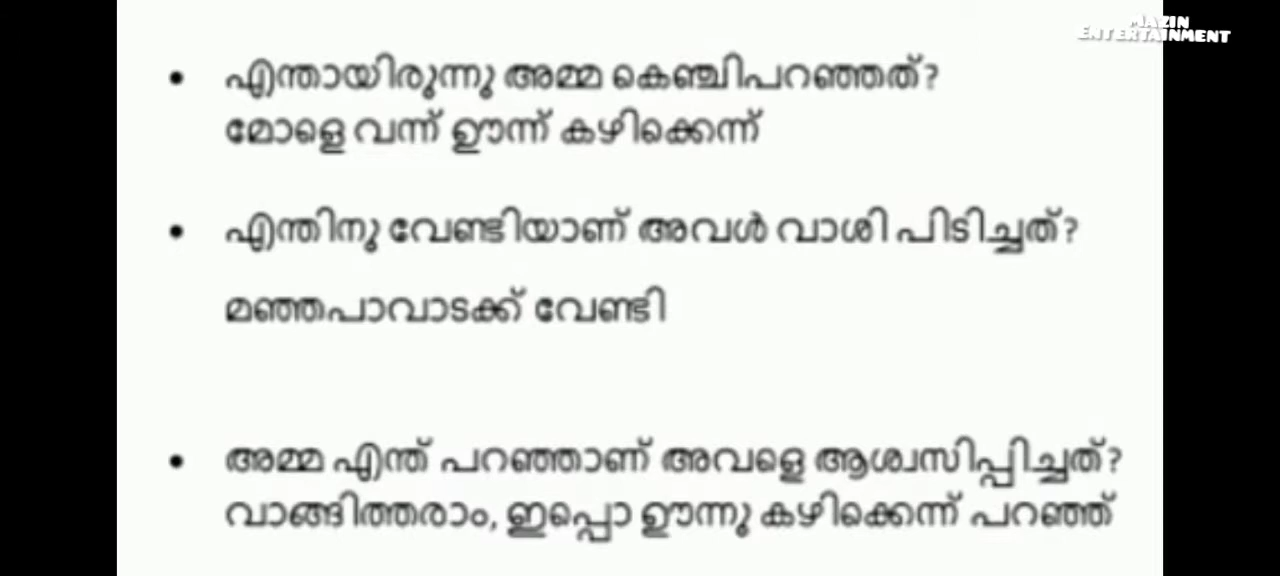 MAZIN
ENTERTAINMENT
• എന്തായിരുന്നു അമ്മ കെഞ്ചിപറഞ്ഞത്?
മോളെ വന്ന് ഊന്ന് കഴിക്കെന്ന്
• എന്തിനു വേണ്ടിയാണ് അവൾ വാശി പിടിച്ചത്?
മഞ്ഞപാവാടക്ക് വേണ്ടി
• അമ്മ എന്ത് പറഞ്ഞാണ് അവളെ ആശ്വസിപ്പിച്ചത്?
വാങ്ങിത്തരാം, ഇപ്പൊ ഊന്നു കഴിക്കെന്ന് പറഞ്ഞ്